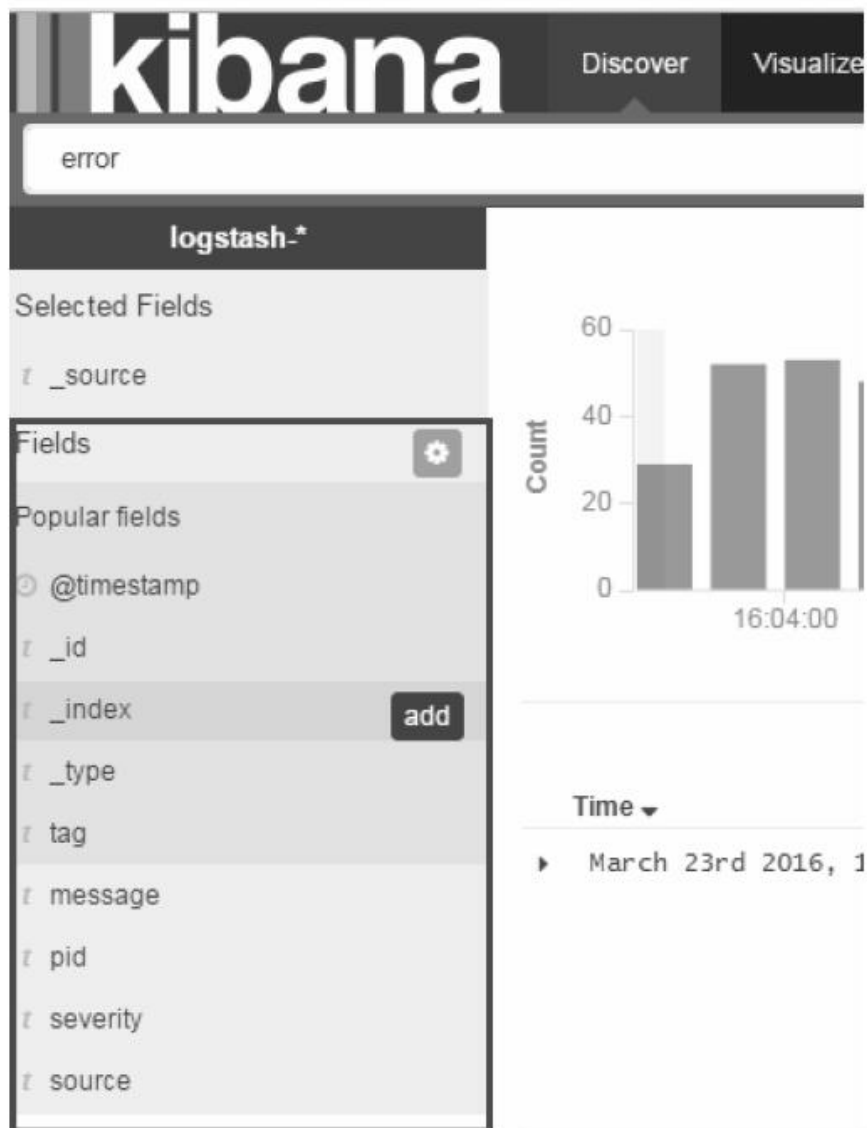 kibana Discover Visualize
error
logstash-*
Selected Fields
t _source
Fields
Popular fields
@timestamp
t _id
t _index add
t _type
t tag
t message
t pid
t severity
t source
60
40
20
0
Count
16:04:00
Time
March 23rd 2016, 1